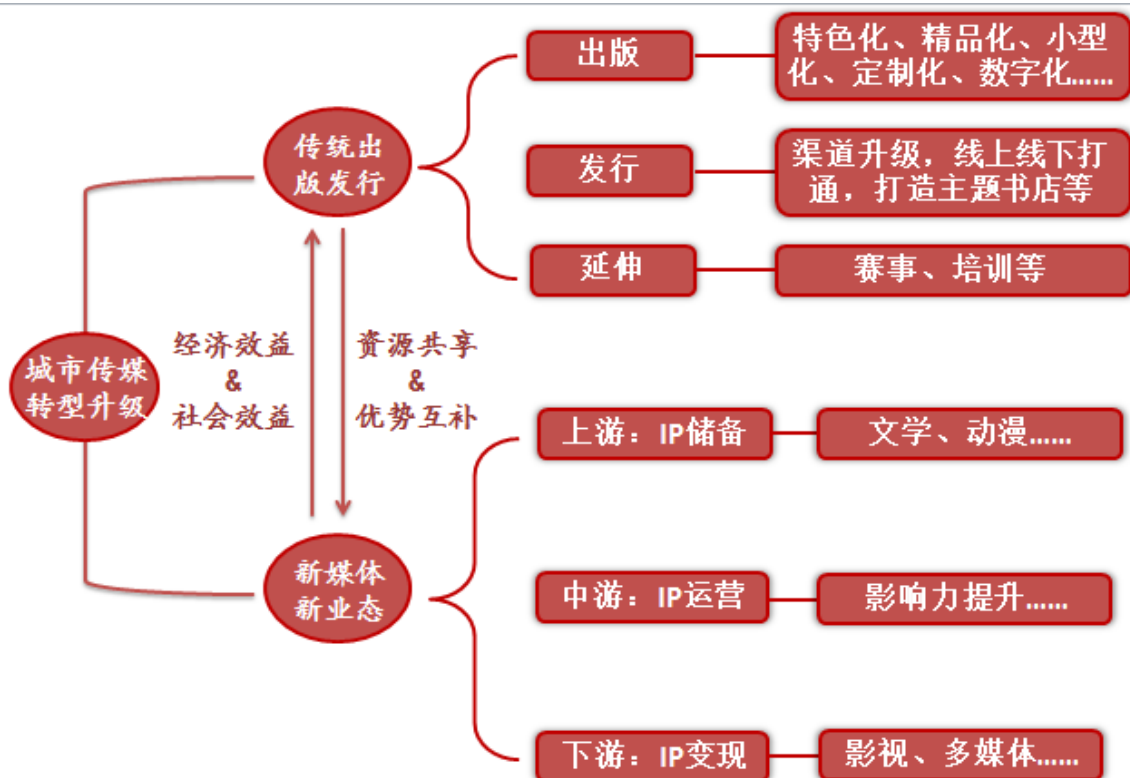 出版
特色化、精品化、小型
化、定制化、数字化......
传统出
版发行
发行
渠道升级，线上线下打
通，打造主题书店等
延伸
赛事、培训等
城市传媒
转型升级
经济效益
&
社会效益
资源共享
&
优势互补
上游：IP储备
文学、动漫......
新媒体
新业态
中游：IP运营
影响力提升......
下游：IP变现
影视、多媒体......